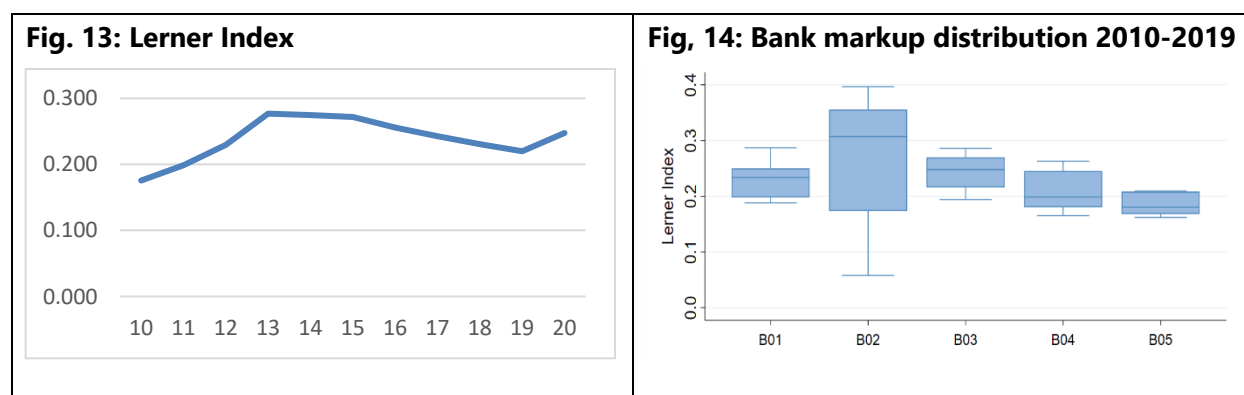 Fig. 13: Lerner Index
0.300
0.200
0.100
0.000
10 11 12 13 14 15 16 17 18 19 20
Fig, 14: Bank markup distribution 2010-2019
Lerner Index
0.4
0.3
0.2
0.1
0.0
B01 B02 B03 B04 B05